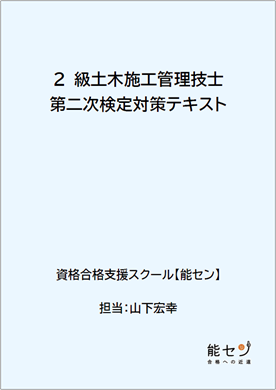 2 級土木施工管理技士
第二次検定対策テキスト
資格合格支援スクール【能セン】
担当：山下宏幸
能セン
合格への近道